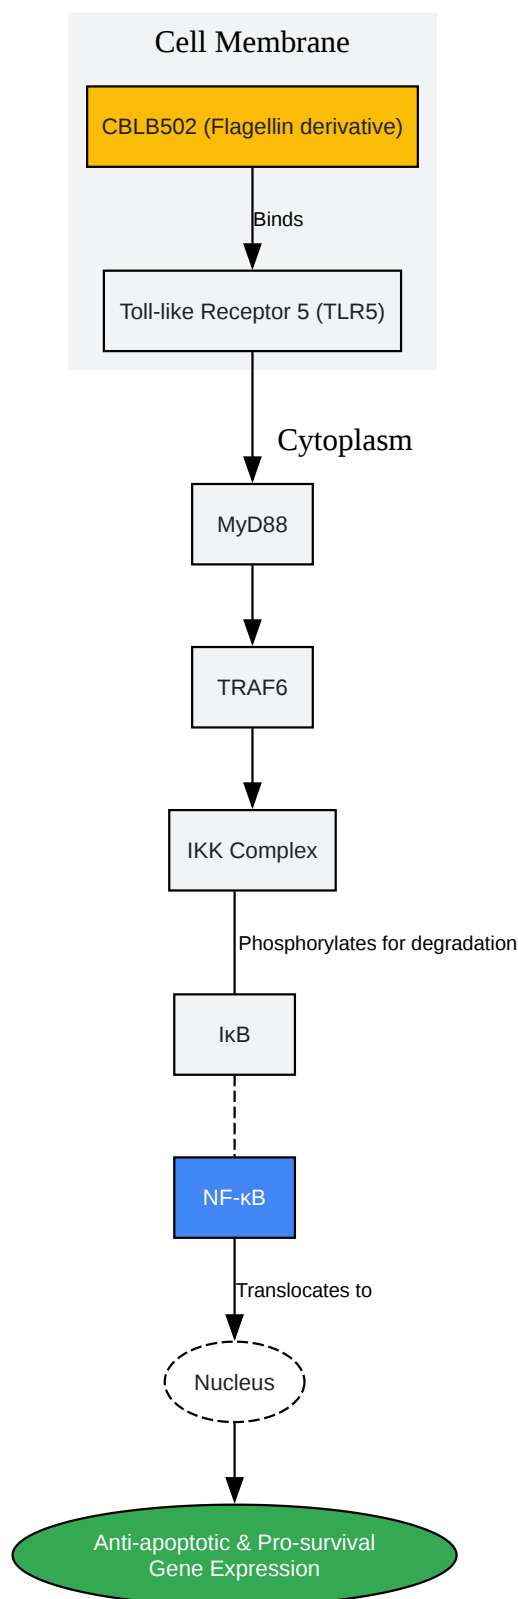 Cell Membrane
CBLB502 (Flagellin derivative)
Binds
Toll-like Receptor 5 (TLR5)
Cytoplasm
MyD88
TRAF6
IKK Complex
Phosphorylates for degradation
IκB
NF-κB
Translocates to
Nucleus
Anti-apoptotic & Pro-survival
Gene Expression